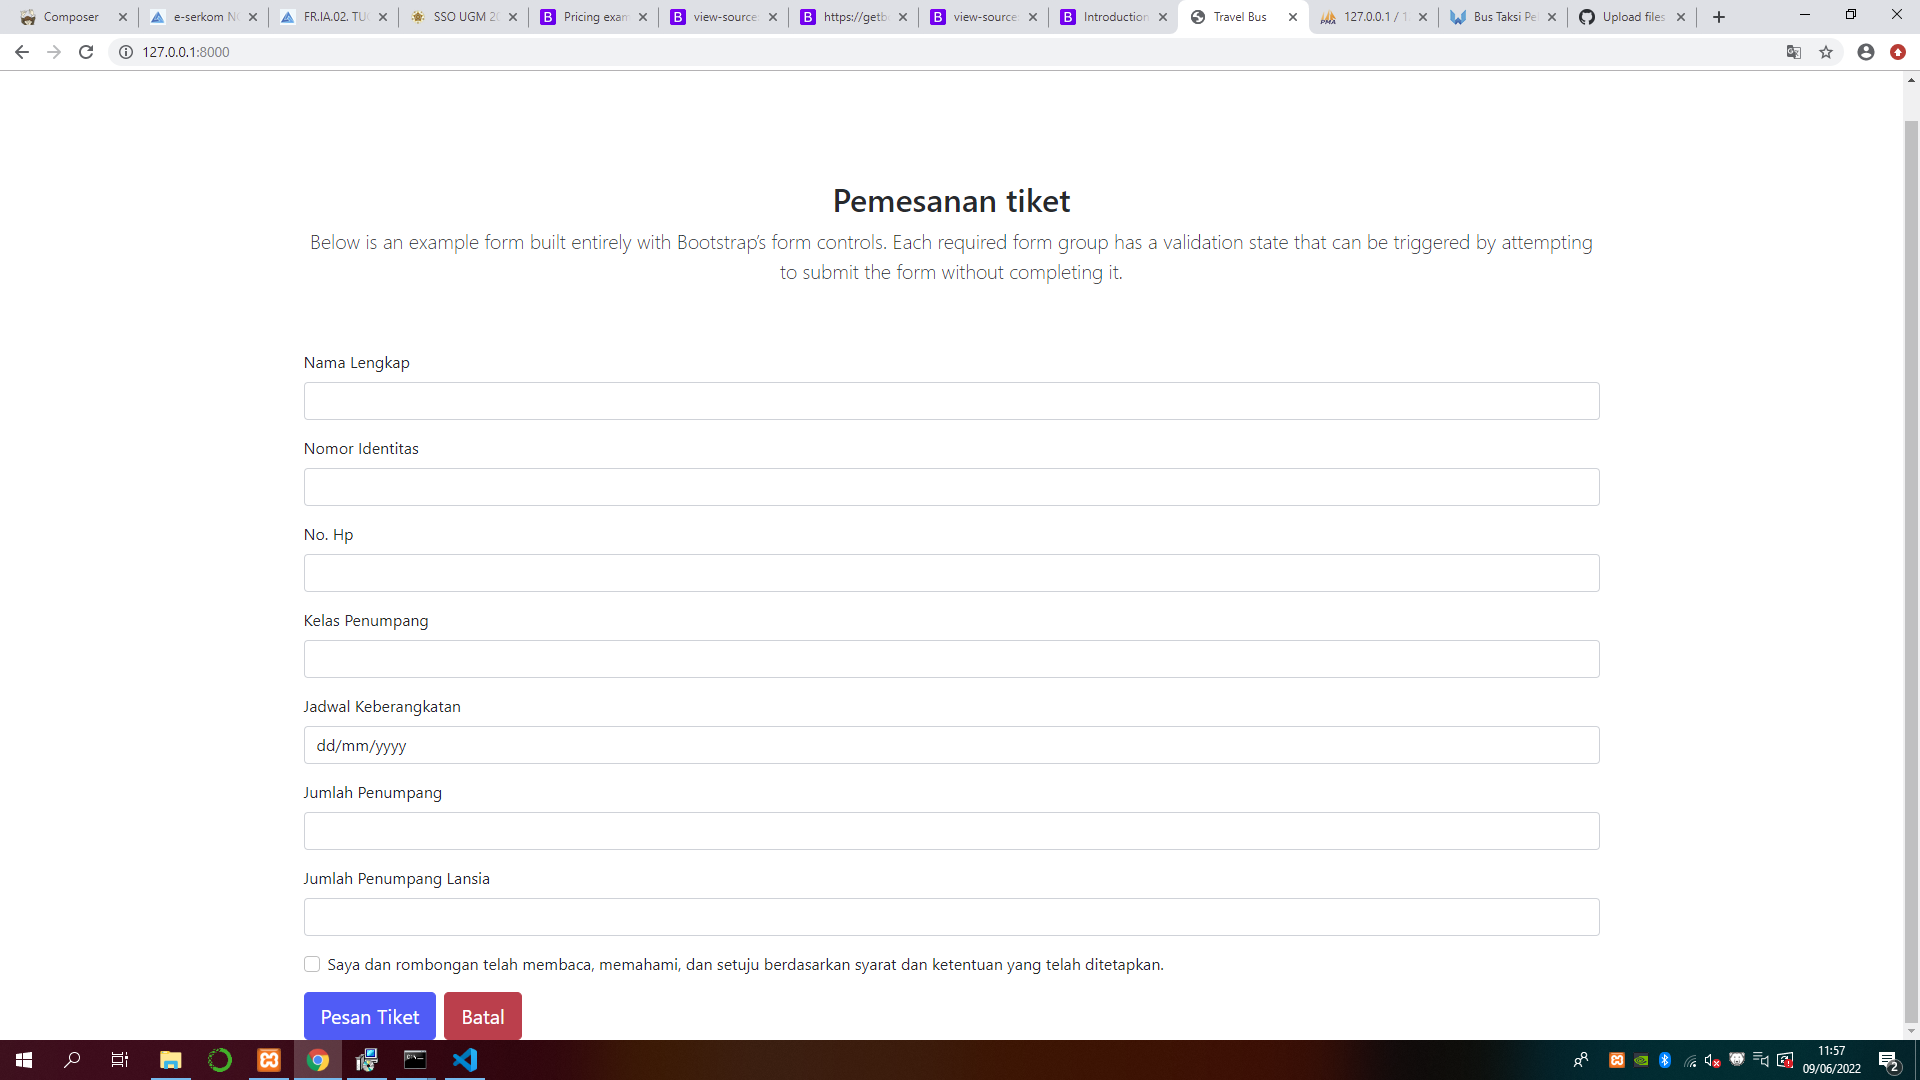 Composer
e-serkom N
FR.IA.02. TU
SSO UGM 20
Pricing exam
view-source:
https://getb
view-source:
Introduction
Travel Bus
127.0.0.1 / 1
Bus Taksi Pe
Upload files
127.0.0.1:8000
Pemesanan tiket
Below is an example form built entirely with Bootstrap’s form controls. Each required form group has a validation state that can be triggered by attempting
to submit the form without completing it.
Nama Lengkap
Nomor Identitas
No. Hp
Kelas Penumpang
Jadwal Keberangkatan
dd/mm/yyyy
Jumlah Penumpang
Jumlah Penumpang Lansia
Saya dan rombongan telah membaca, memahami, dan setuju berdasarkan syarat dan ketentuan yang telah ditetapkan.
Pesan Tiket
Batal
11:57
09/06/2022
2